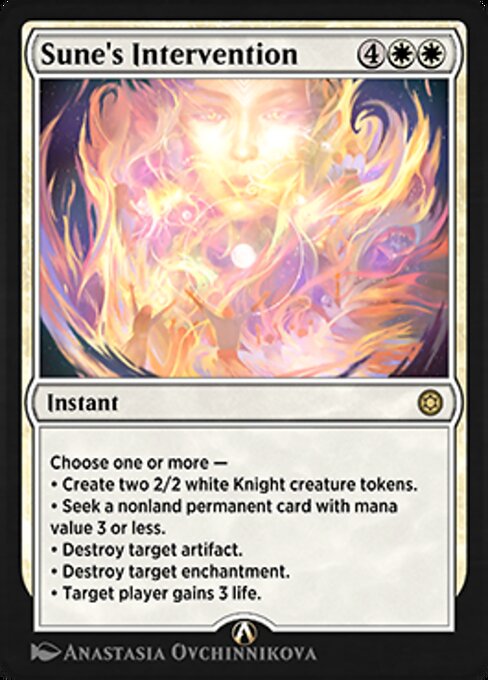 Sune's Intervention 4
Instant
Choose one or more —
• Create two 2/2 white Knight creature tokens.
• Seek a nonland permanent card with mana
value 3 or less.
• Destroy target artifact.
• Destroy target enchantment.
• Target player gains 3 life.
Anastasia Ovchinnikova